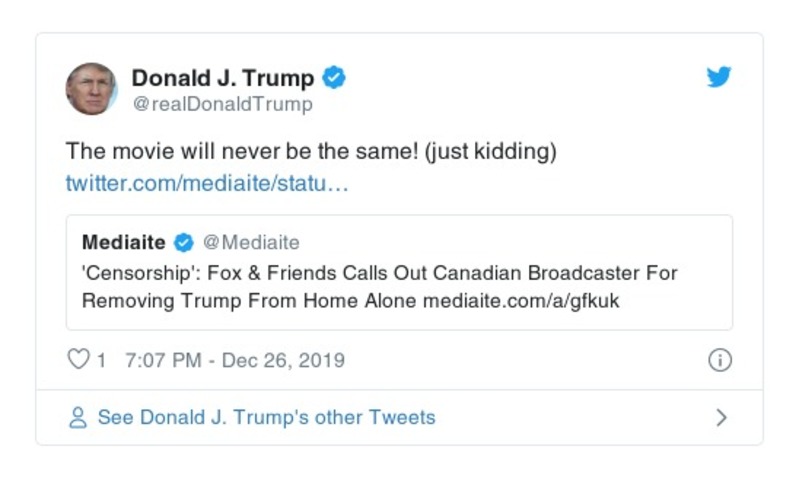 Donald J. Trump
@realDonaldTrump
The movie will never be the same! (just kidding)
twitter.com/mediaite/statu…
Mediaite @Mediaite
'Censorship': Fox & Friends Calls Out Canadian Broadcaster For
Removing Trump From Home Alone mediaite.com/a/gfkuk
1 7:07 PM - Dec 26, 2019
See Donald J. Trump's other Tweets